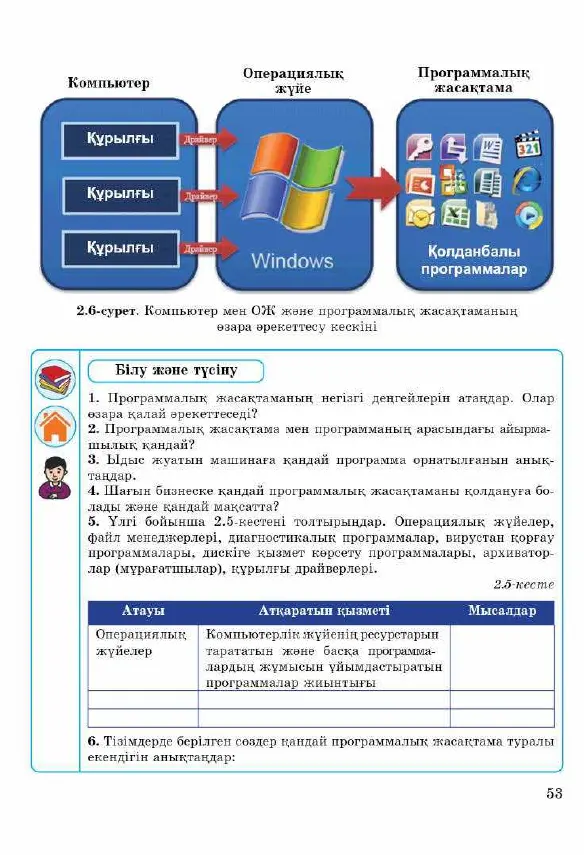 Компьютер
Операциялық
жүйе
Программалық
жасақтама
Құрылғы
Драйвер
Құрылғы
Драйвер
Құрылғы
Драйвер
Windows
321
Қолданбалы
программалар
2.6-сурет. Компьютер мен ОЖ және программалық жасақтаманың
өзара әрекеттесу кескіні
Білу және түсіну
1. Программалық жасақтаманың негізгі деңгейлерін атаңдар. Олар
өзара қалай әрекеттеседі?
2. Программалық жасақтама мен программаның арасындағы айырма-
шылық қандай?
3. Ыдыс жуатын машинаға қандай программа орнатылғанын анық-
таңдар.
4. Шағын бизнеске қандай программалық жасақтаманы қолдануға бо-
лады және қандай мақсатта?
5. Үлгі бойынша 2.5-кестені толтырыңдар. Операциялық жүйелер,
файл менеджерлері, диагностикалық программалар, вирустан қорғау
программалары, дискіге қызмет көрсету программалары, архиватор-
лар (мұрағатшылар), құрылғы драйверлері.
2.5-кесте
Атауы Атқаратын қызметі Мысалдар
Операциялық
жүйелер
Компьютерлік жүйенің ресурстарын
тарататын және басқа программа-
лардың жұмысын ұйымдастыратын
программалар жиынтығы
6. Тізімдерде берілген сөздер қандай программалық жасақтама туралы
екендігін анықтаңдар:
53